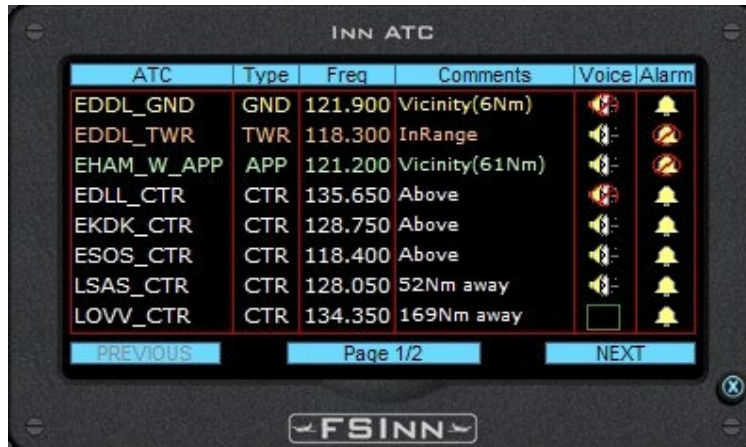 INN ATC
ATC Type Freq Comments Voice Alarm
EDDL_GND GND 121.900 Vicinity(6Nm)
EDDL_TWR TWR 118.300 InRange
EHAM_W_APP APP 121.200 Vicinity(61Nm)
EDLL_CTR CTR 135.650 Above
EKDK_CTR CTR 128.750 Above
ESOS_CTR CTR 118.400 Above
LSAS_CTR CTR 128.050 52Nm away
LOVV_CTR CTR 134.350 169Nm away
PREVIOUS Page 1/2 NEXT
X
FSINN